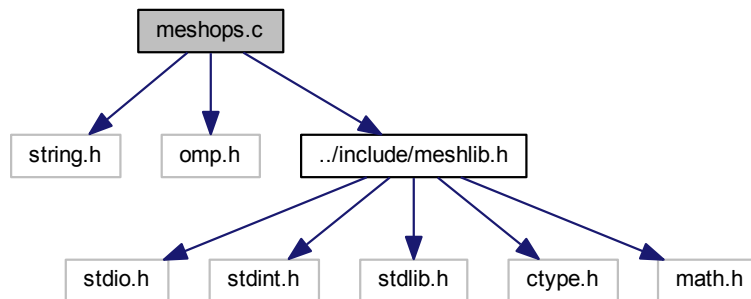 meshops.c
string.h
omp.h
../include/meshlib.h
stdio.h
stdint.h
stdlib.h
ctype.h
math.h